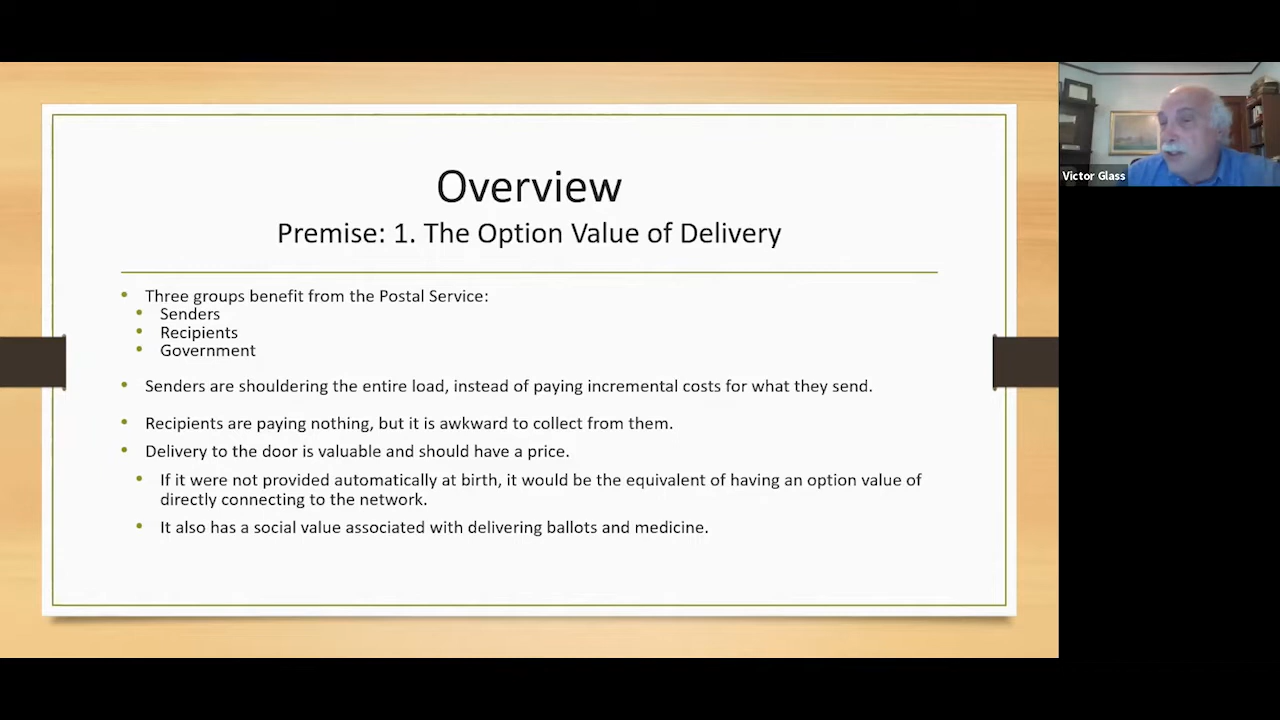 Overview
Premise: 1. The Option Value of Delivery
• Three groups benefit from the Postal Service:
• Senders
• Recipients
• Government
• Senders are shouldering the entire load, instead of paying incremental costs for what they send.
• Recipients are paying nothing, but it is awkward to collect from them.
• Delivery to the door is valuable and should have a price.
• If it were not provided automatically at birth, it would be the equivalent of having an option value of
directly connecting to the network.
• It also has a social value associated with delivering ballots and medicine.
Victor Glass